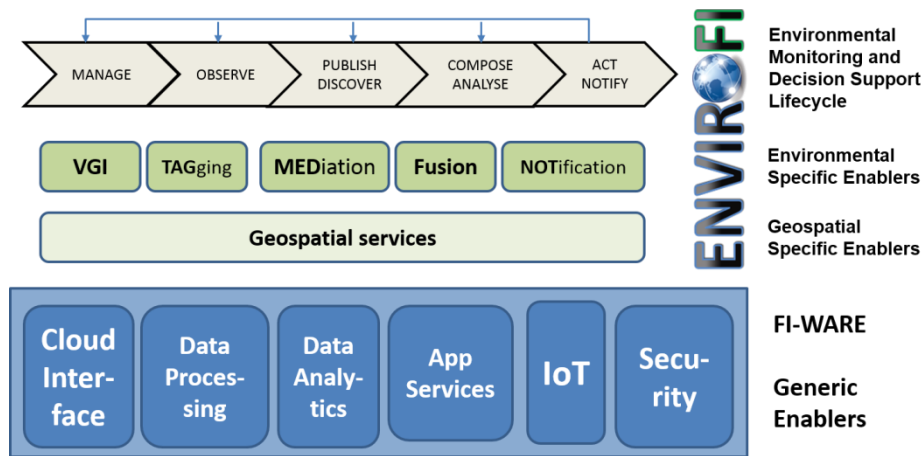 MANAGE
OBSERVE
PUBLISH
DISCOVER
COMPOSE
ANALYSE
ACT
NOTIFY
Environmental
Monitoring and
Decision Support
Lifecycle
ENVIROFI
VGI
TAGging
MEDiation
Fusion
NOTification
Environmental
Specific Enablers
Geospatial services
Geospatial
Specific Enablers
Cloud
Inter-
face
Data
Proces-
sing
Data
Analy-
tics
App
Services
IoT
Secu-
rity
FI-WARE
Generic
Enablers